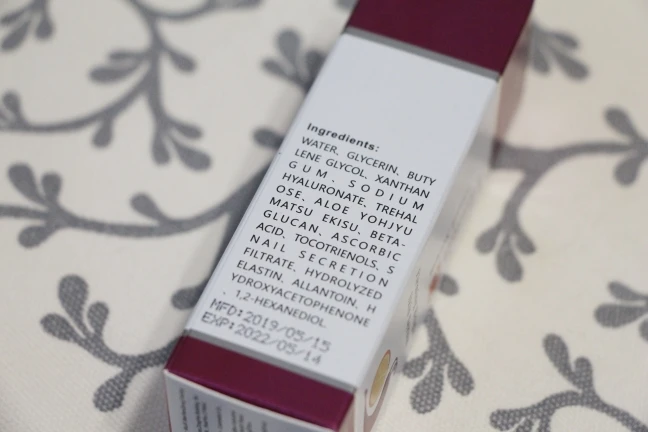 Ingredients:
WATER、GLYCERIN、BUTY
LENE GLYCOL、XANTHAN
GUM、SODIUM
HYALURONATE、TREHAL
OSE、ALOE YOHJYU
MATSU EKISU、BETA-
GLUCAN、ASCORBIC
ACID、TOCOTRIENOLS、S
NAIL SECRETION
FILTRATE、HYDROLYZED
ELASTIN、ALLANTOIN、H
YDROXYACETOPHENONE
、1,2-HEXANEDIOL
MFD:2019/05/15
EXP:2022/05/14